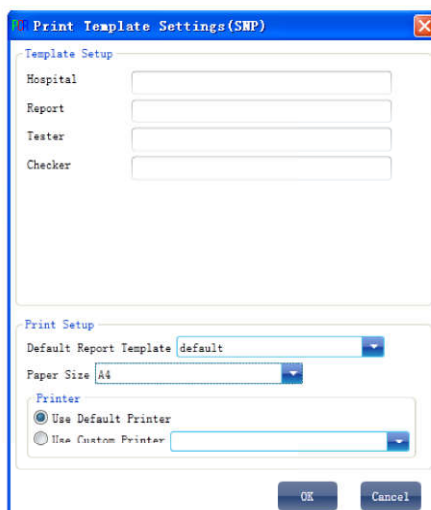 PCR Print Template Settings(SNP)
Template Setup
Hospital
Report
Tester
Checker
Print Setup
Default Report Template default
Paper Size A4
Printer
Use Default Printer
Use Custom Printer
OK Cancel